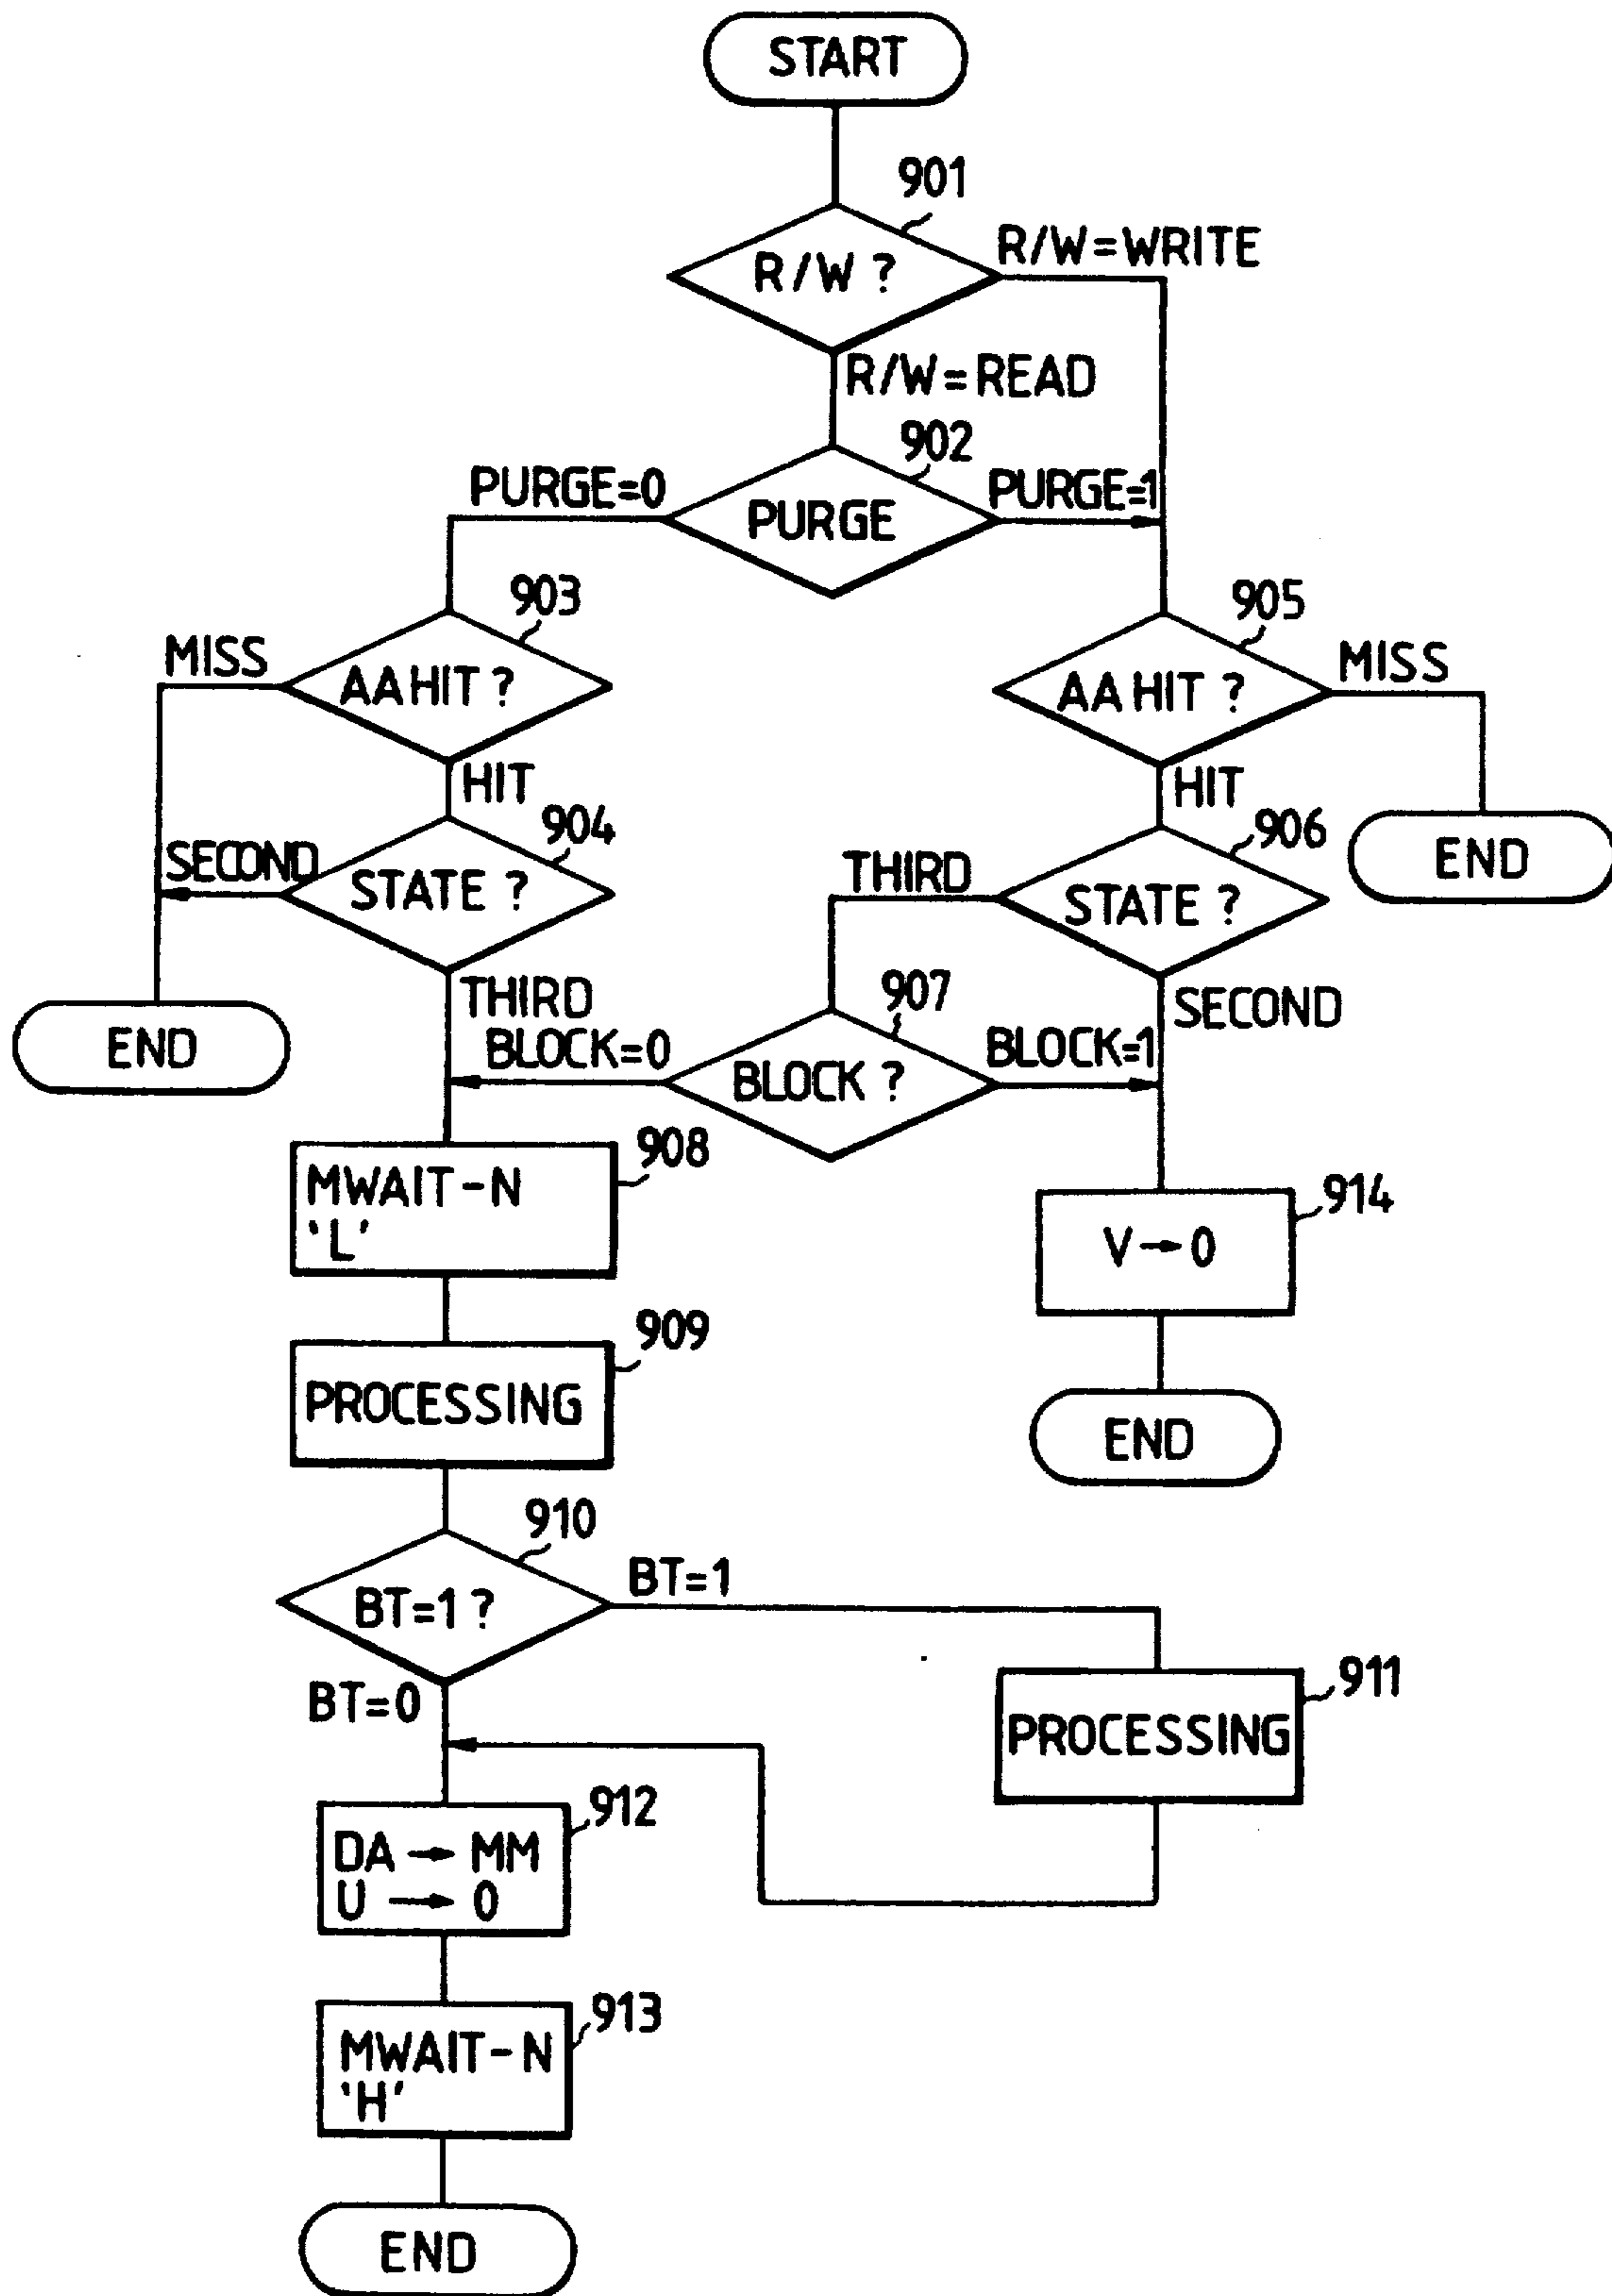 START
901
R/W ?
R/W=WRITE
R/W=READ
902
PURGE=0
PURGE
PURGE=1
903
905
MISS
AAHIT ?
AA HIT ?
MISS
HIT
HIT
904
906
SECOND
STATE ?
THIRD
STATE ?
END
END
THIRD
907
SECOND
BLOCK=0
BLOCK ?
BLOCK=1
908
MWAIT-N
'L'
914
V→0
909
PROCESSING
END
910
BT=1 ?
BT=1
BT=0
911
PROCESSING
912
DA → MM
U → 0
913
MWAIT-N
'H'
END